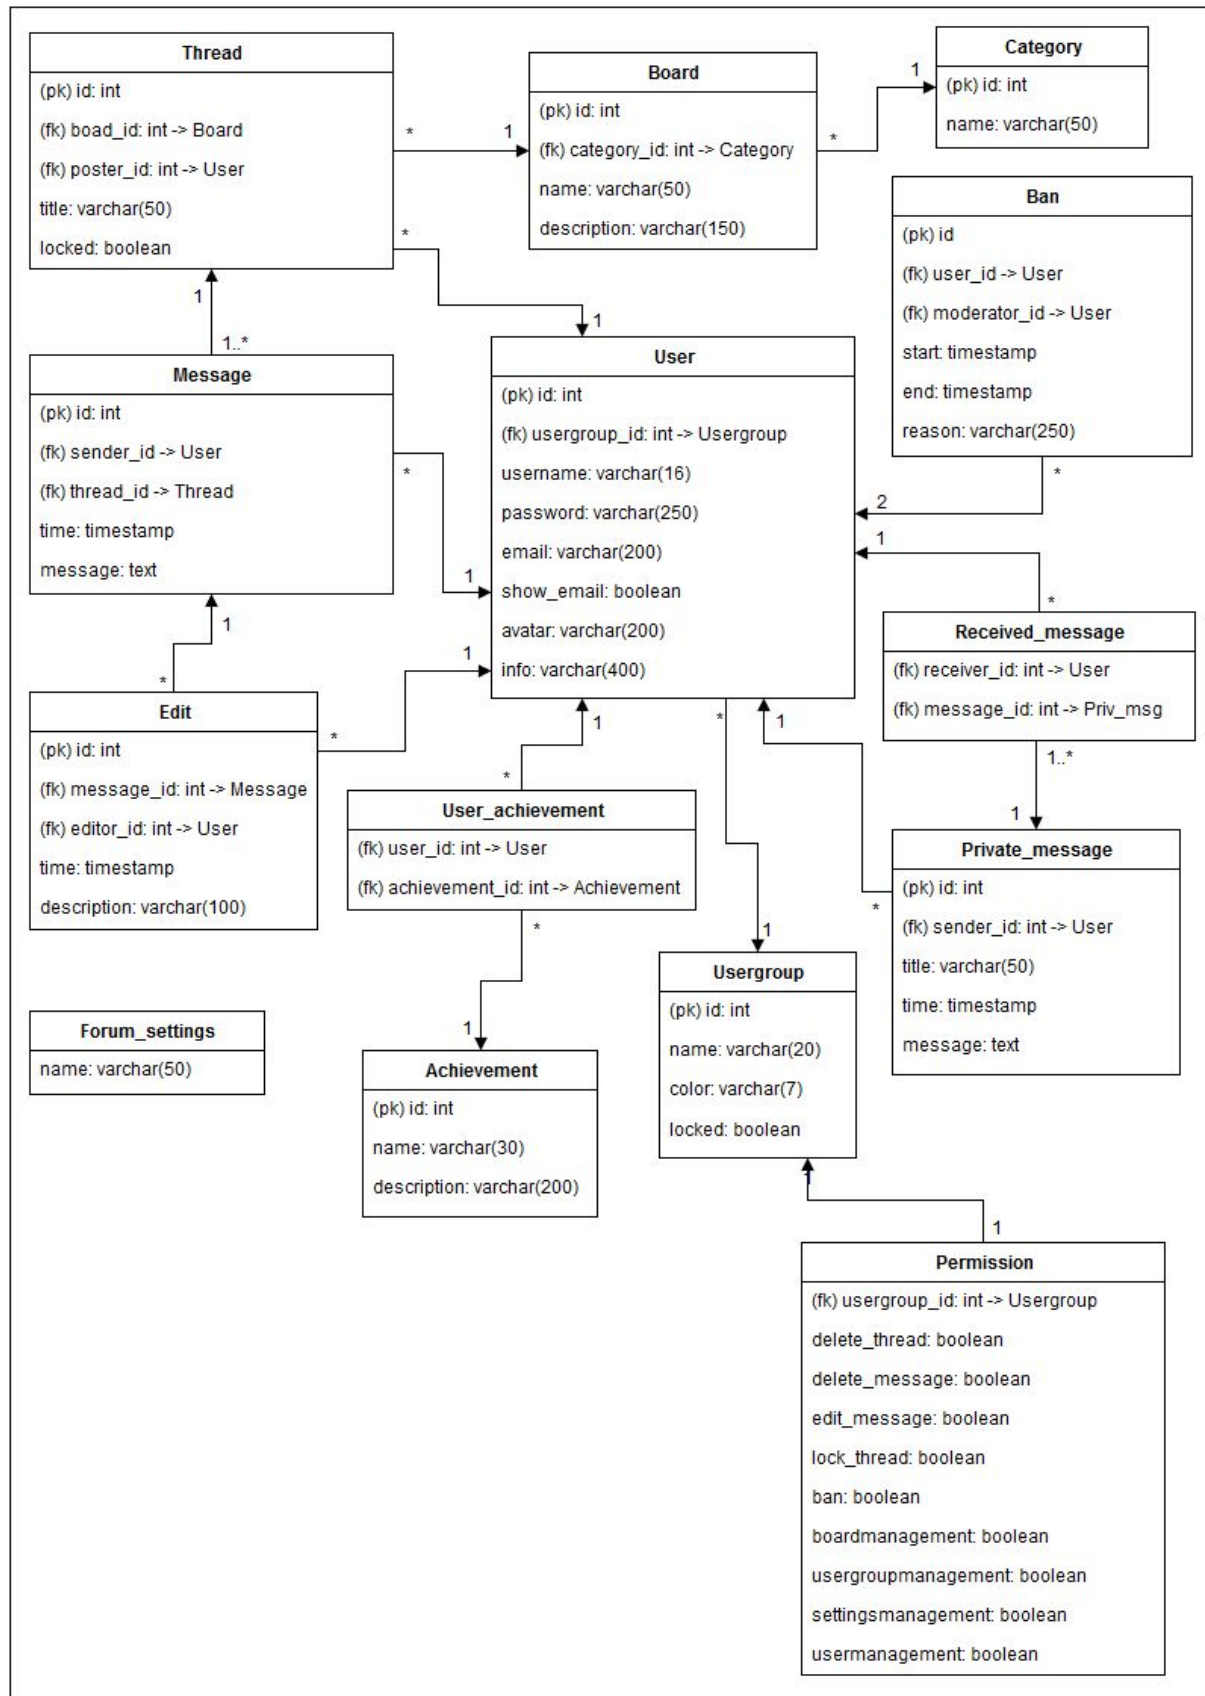 Thread
(pk) id: int
(fk) boad_id: int -> Board
(fk) poster_id: int -> User
title: varchar(50)
locked: boolean
*
1
Board
(pk) id: int
(fk) category_id: int -> Category
name: varchar(50)
description: varchar(150)
*
1
Category
(pk) id: int
name: varchar(50)
Ban
(pk) id
(fk) user_id -> User
(fk) moderator_id -> User
start: timestamp
end: timestamp
reason: varchar(250)
*
2
*
1
1
1..*
Message
(pk) id: int
(fk) sender_id -> User
(fk) thread_id -> Thread
time: timestamp
message: text
*
1
User
(pk) id: int
(fk) usergroup_id: int -> Usergroup
username: varchar(16)
password: varchar(250)
email: varchar(200)
show_email: boolean
avatar: varchar(200)
info: varchar(400)
1
*
Received_message
(fk) receiver_id: int -> User
(fk) message_id: int -> Priv_msg
1..*
1
1
*
Edit
(pk) id: int
(fk) message_id: int -> Message
(fk) editor_id: int -> User
time: timestamp
description: varchar(100)
*
1
1
*
User_achievement
(fk) user_id: int -> User
(fk) achievement_id: int -> Achievement
*
1
*
1
1
*
Private_message
(pk) id: int
(fk) sender_id: int -> User
title: varchar(50)
time: timestamp
message: text
Usergroup
(pk) id: int
name: varchar(20)
color: varchar(7)
locked: boolean
Forum_settings
name: varchar(50)
Achievement
(pk) id: int
name: varchar(30)
description: varchar(200)
1
1
Permission
(fk) usergroup_id: int -> Usergroup
delete_thread: boolean
delete_message: boolean
edit_message: boolean
lock_thread: boolean
ban: boolean
boardmanagement: boolean
usergroupmanagement: boolean
settingsmanagement: boolean
usermanagement: boolean